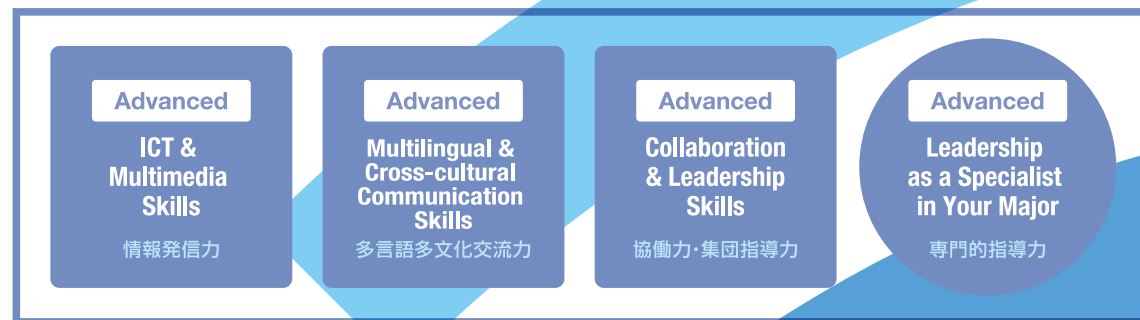 Advanced
ICT &
Multimedia
Skills
情報発信力
Advanced
Multilingual &
Cross-cultural
Communication
Skills
多言語多文化交流力
Advanced
Collaboration
& Leadership
Skills
協働力・集団指導力
Advanced
Leadership
as a Specialist
in Your Major
専門的指導力